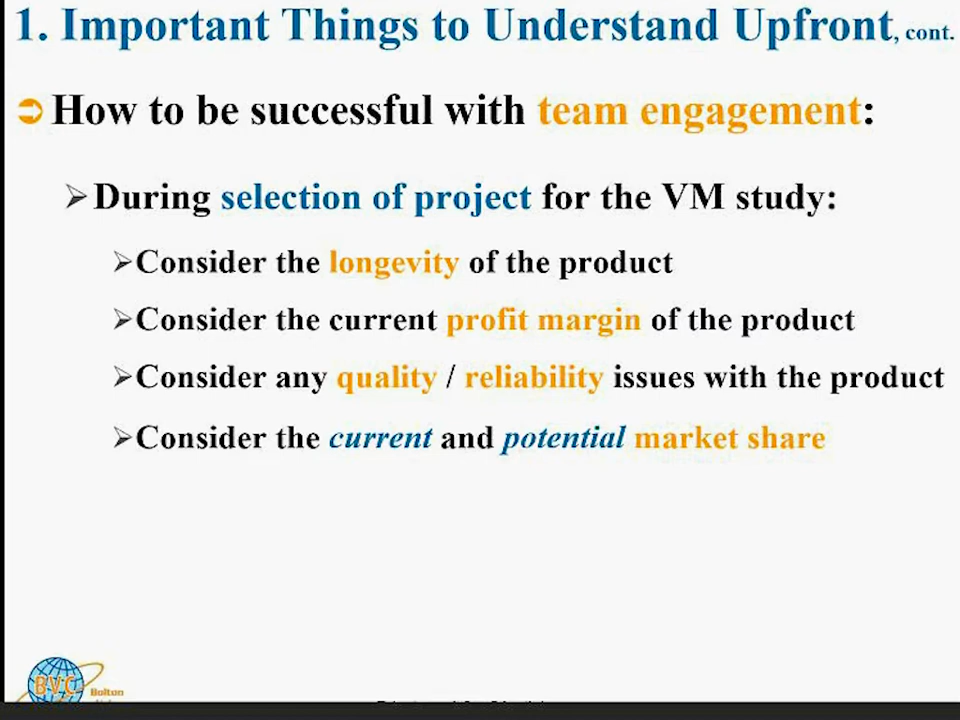 1. Important Things to Understand Upfront, cont.
How to be successful with team engagement:
During selection of project for the VM study:
Consider the longevity of the product
Consider the current profit margin of the product
Consider any quality / reliability issues with the product
Consider the current and potential market share
BVC Bolton